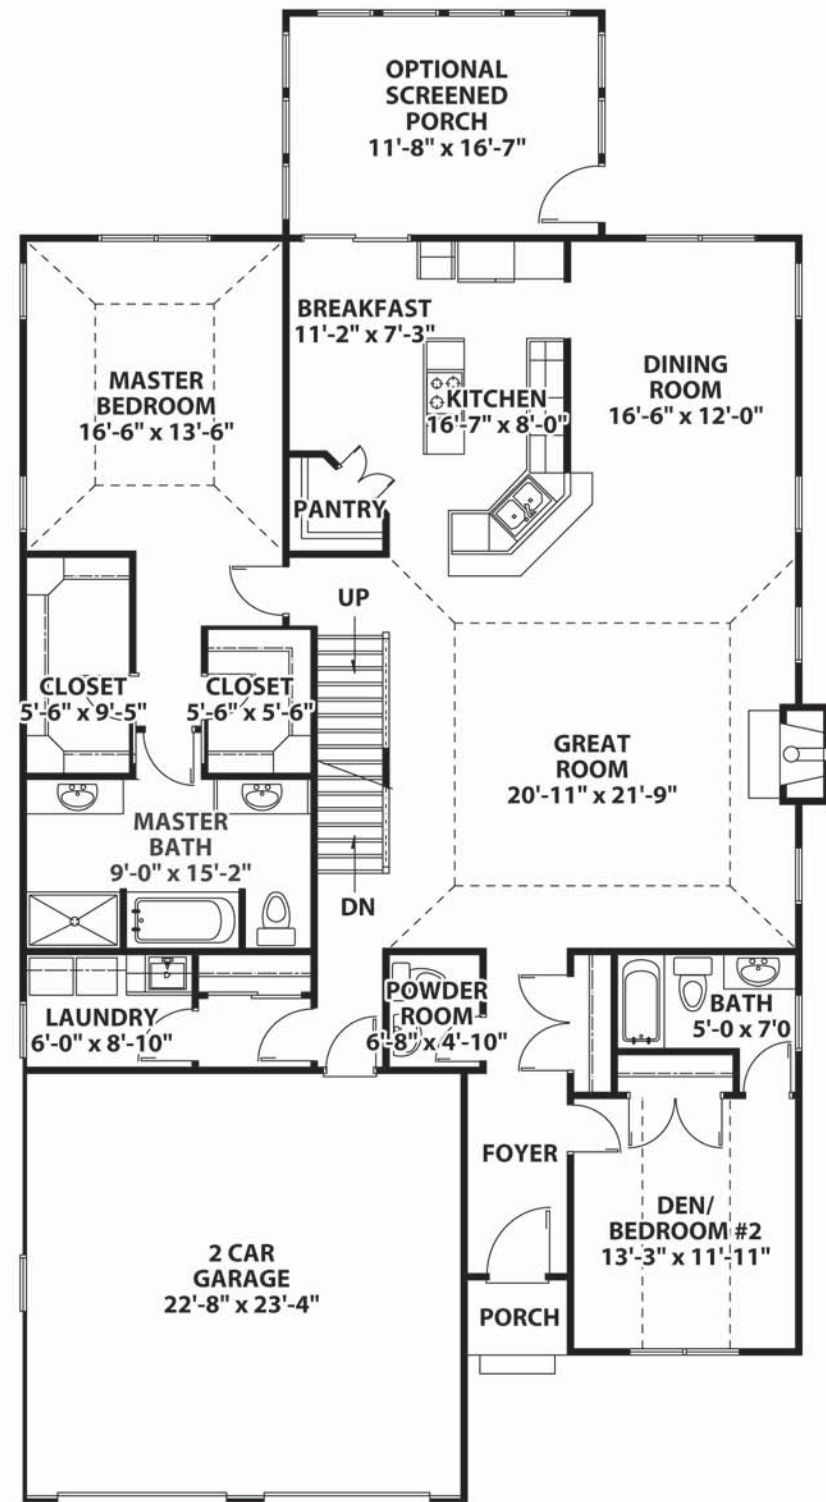 OPTIONAL
SCREENED
PORCH
11'-8" x 16'-7"
BREAKFAST
11'-2" x 7'-3"
MASTER
BEDROOM
16'-6" x 13'-6"
KITCHEN
16'-7" x 8'-0"
DINING
ROOM
16'-6" x 12'-0"
PANTRY
UP
CLOSET
5'-6" x 9'-5"
CLOSET
5'-6" x 5'-6"
GREAT
ROOM
20'-11" x 21'-9"
MASTER
BATH
9'-0" x 15'-2"
DN
LAUNDRY
6'-0" x 8'-10"
POWDER
ROOM
6'-8" x 4'-10"
BATH
5'-0 x 7'0
FOYER
DEN/
BEDROOM #2
13'-3" x 11'-11"
2 CAR
GARAGE
22'-8" x 23'-4"
PORCH